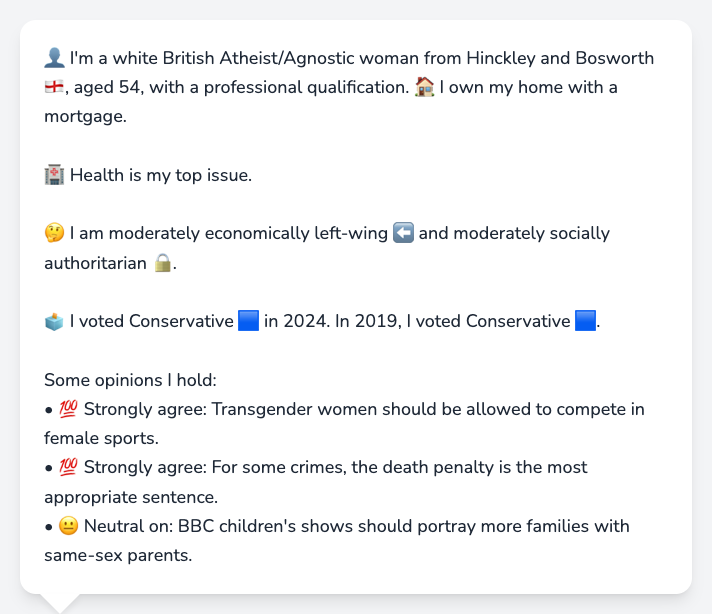 👤 I'm a white British Atheist/Agnostic woman from Hinckley and Bosworth
🏴󠁧󠁢󠁥󠁮󠁧󠁿, aged 54, with a professional qualification. 🏠 I own my home with a
mortgage.
🏥 Health is my top issue.
🤔 I am moderately economically left-wing ⬅️ and moderately socially
authoritarian 🔒.
🗳️ I voted Conservative 🟦 in 2024. In 2019, I voted Conservative 🟦.
Some opinions I hold:
• 💯 Strongly agree: Transgender women should be allowed to compete in
female sports.
• 💯 Strongly agree: For some crimes, the death penalty is the most
appropriate sentence.
• 😐 Neutral on: BBC children's shows should portray more families with
same-sex parents.